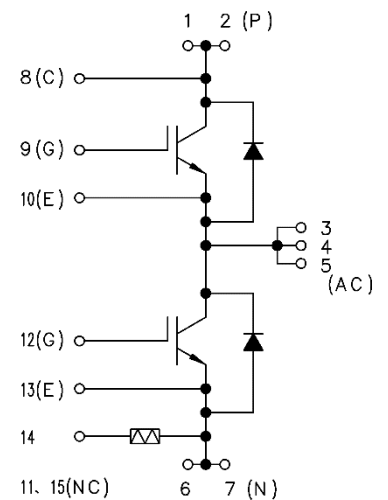 1 2 (P)
8(C)
9(G)
10(E)
3
4
5
(AC)
12(G)
13(E)
14
11、15(NC)
6 7 (N)